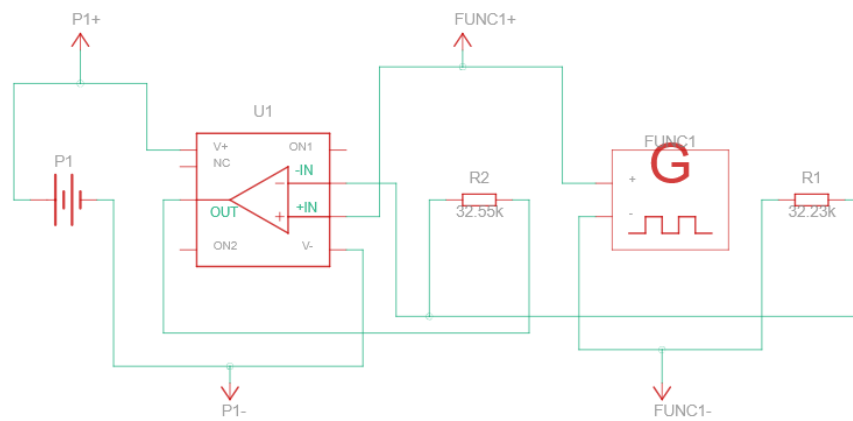 P1+
FUNC1+
U1
V+
ON1
NC
-IN
P1
OUT
+IN
ON2
V-
R2
32.55k
FUNC1
G
+
-
R1
32.23k
P1-
FUNC1-